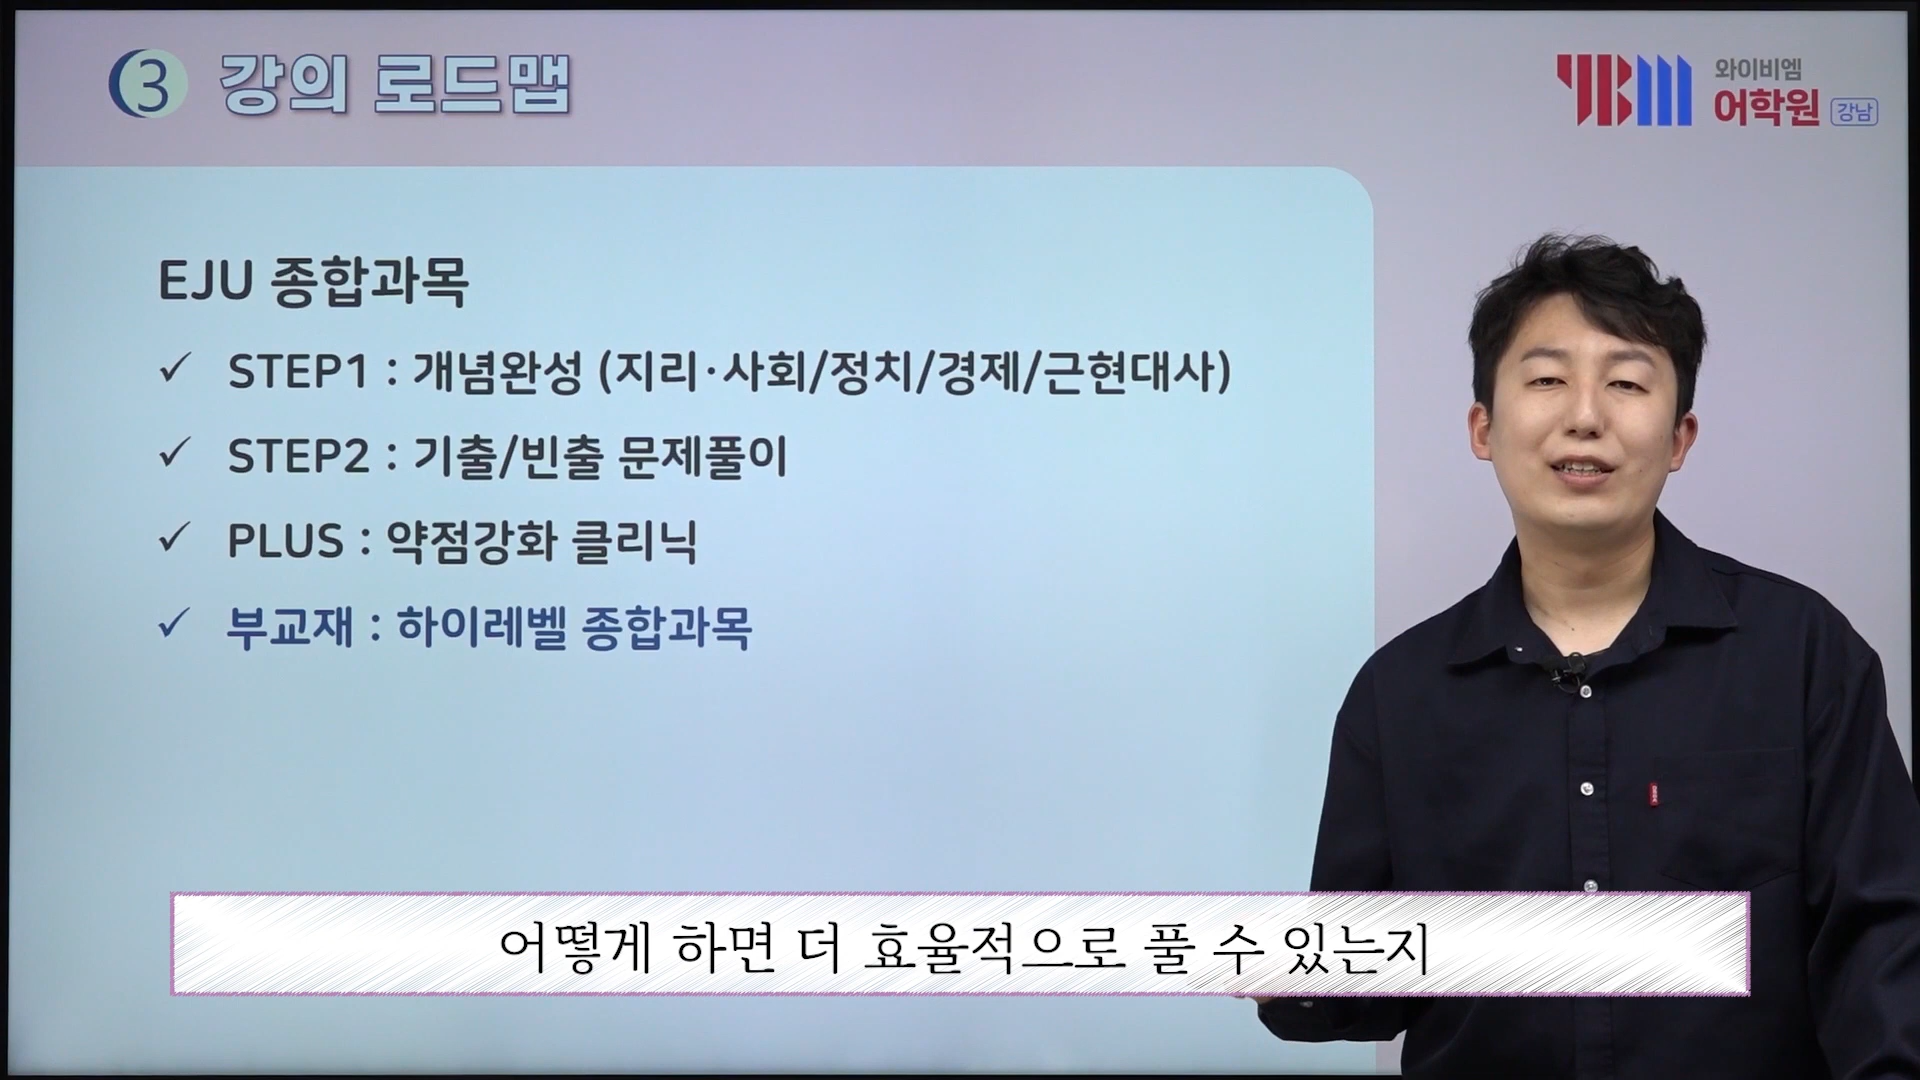 3 강의 로드맵
YBM 와이비엠
어학원 강남
EJU 종합과목
✓ STEP1 : 개념완성 (지리·사회/정치/경제/근현대사)
✓ STEP2 : 기출/빈출 문제풀이
✓ PLUS : 약점강화 클리닉
✓ 부교재 : 하이레벨 종합과목
어떻게 하면 더 효율적으로 풀 수 있는지